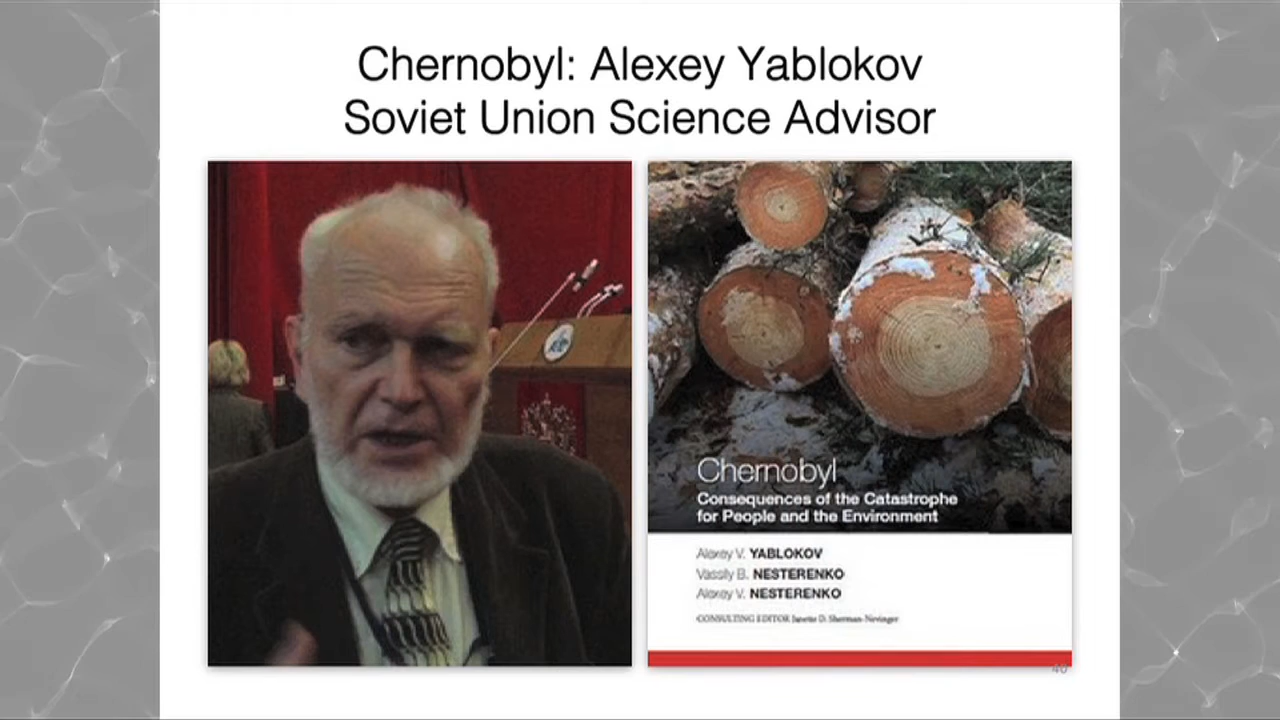 Chernobyl: Alexey Yablokov
Soviet Union Science Advisor
Chernobyl
Consequences of the Catastrophe
for People and the Environment
Alexey V. YABLOKOV
Vassily B. NESTERENKO
Alexey V. NESTERENKO
CONSULTING EDITOR Janette D. Sherman-Nevinger
40